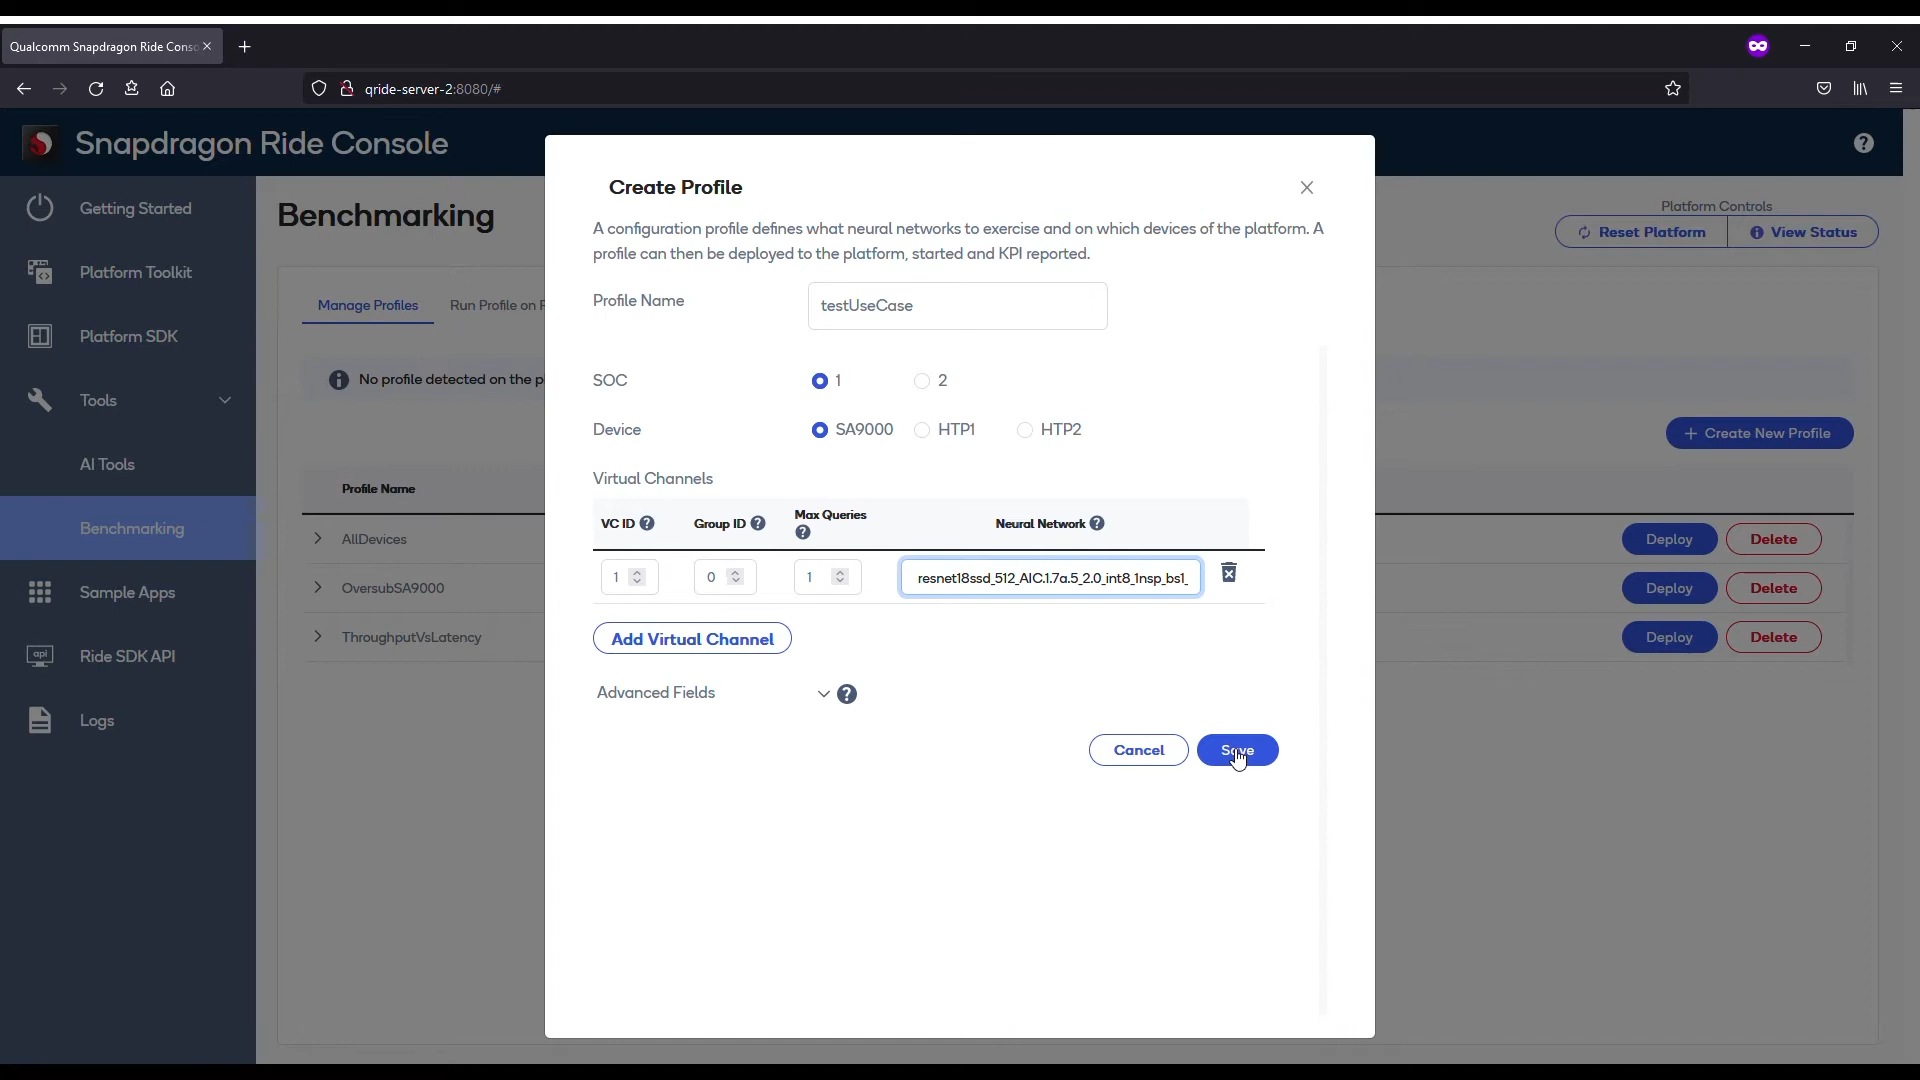 Qualcomm Snapdragon Ride Conso
qride-server-2:8080/#
Snapdragon Ride Console
Getting Started
Platform Toolkit
Platform SDK
Tools
AI Tools
Benchmarking
Sample Apps
api
Ride SDK API
Logs
Benchmarking
Platform Controls
Reset Platform
View Status
Manage Profiles
Run Profile on
No profile detected on the p
+ Create New Profile
Profile Name
AllDevices
Deploy
Delete
OversubSA9000
Deploy
Delete
ThroughputVsLatency
Deploy
Delete
Create Profile
A configuration profile defines what neural networks to exercise and on which devices of the platform. A
profile can then be deployed to the platform, started and KPI reported.
Profile Name
testUseCase
SOC
1
2
Device
SA9000
HTP1
HTP2
Virtual Channels
VC ID ?
Group ID ?
Max Queries ?
Neural Network ?
1
0
1
resnet18ssd_512_AIC.1.7a.5_2.0_int8_1nsp_bs1_
Add Virtual Channel
Advanced Fields ?
Cancel
Save